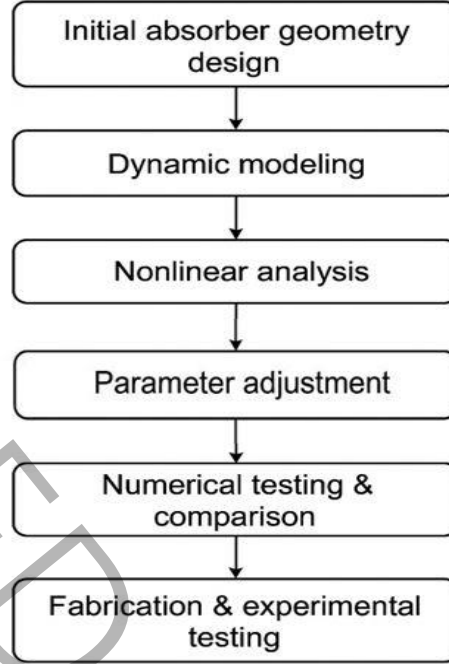 Initial absorber geometry
design
Dynamic modeling
Nonlinear analysis
Parameter adjustment
Numerical testing &
comparison
Fabrication & experimental
testing